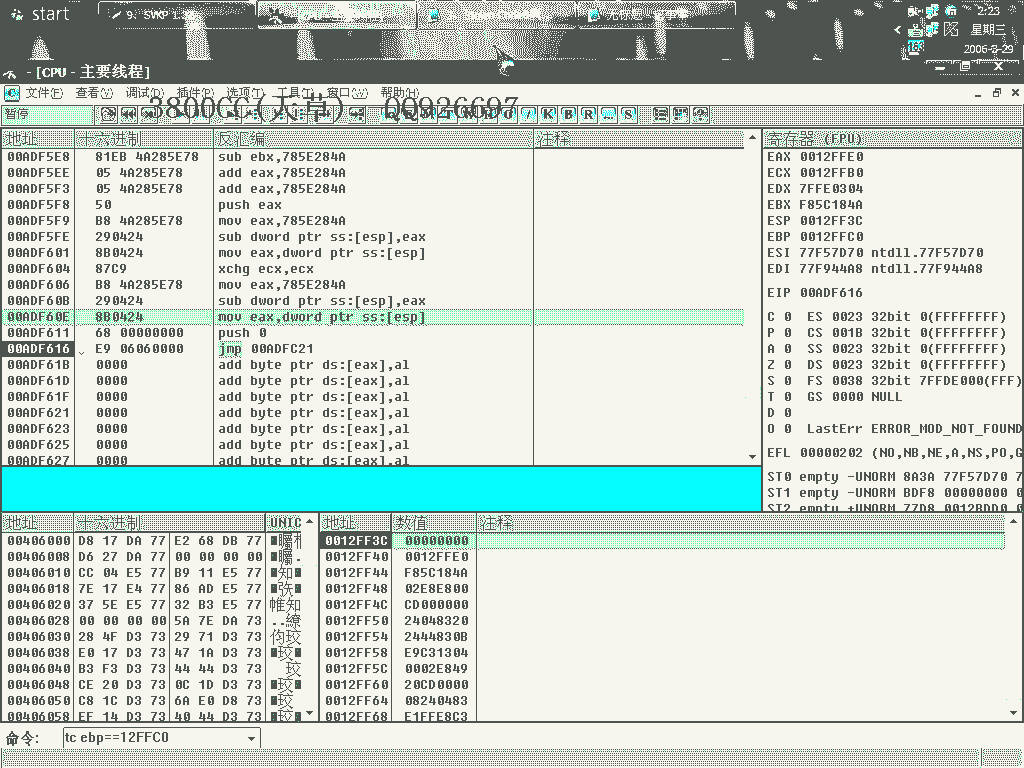 start
9. SWP 1.
2:23
星期三
2006-3-29
163
- [CPU - 主要线程]
文件(F) 查看(V) 调试(D) 插件(P) 选项(T) 工具(T) 窗口(W) 帮助(H)
3800CC(天草) QQ926697
暂停
地址 十六进制 反汇编 注释
00ADF5E8 81EB 4A285E78 sub ebx,785E284A
00ADF5EE 05 4A285E78 add eax,785E284A
00ADF5F3 05 4A285E78 add eax,785E284A
00ADF5F8 50 push eax
00ADF5F9 B8 4A285E78 mov eax,785E284A
00ADF5FE 290424 sub dword ptr ss:[esp],eax
00ADF601 8B0424 mov eax,dword ptr ss:[esp]
00ADF604 87C9 xchg ecx,ecx
00ADF606 B8 4A285E78 mov eax,785E284A
00ADF60B 290424 sub dword ptr ss:[esp],eax
00ADF60E 8B0424 mov eax,dword ptr ss:[esp]
00ADF611 68 00000000 push 0
00ADF616 E9 06060000 jmp 00ADFC21
00ADF61B 0000 add byte ptr ds:[eax],al
00ADF61D 0000 add byte ptr ds:[eax],al
00ADF61F 0000 add byte ptr ds:[eax],al
00ADF621 0000 add byte ptr ds:[eax],al
00ADF623 0000 add byte ptr ds:[eax],al
00ADF625 0000 add byte ptr ds:[eax],al
00ADF627 0000 add byte ptr ds:[eax],al
寄存器 (FPU)
EAX 0012FFE0
ECX 0012FFB0
EDX 7FFE0304
EBX F85C184A
ESP 0012FF3C
EBP 0012FFC0
ESI 77F57D70 ntdll.77F57D70
EDI 77F944A8 ntdll.77F944A8
EIP 00ADF616
C 0 ES 0023 32bit 0(FFFFFFFF)
P 0 CS 001B 32bit 0(FFFFFFFF)
A 0 SS 0023 32bit 0(FFFFFFFF)
Z 0 DS 0023 32bit 0(FFFFFFFF)
S 0 FS 0038 32bit 7FFDE000(FFF)
T 0 GS 0000 NULL
D 0
O 0 LastErr ERROR_MOD_NOT_FOUND
EFL 00000202 (NO,NB,NE,A,NS,PO,G
ST0 empty -UNORM 8A3A 77F57D70 7
ST1 empty -UNORM BDF8 00000000 0
ST2 empty +UNORM 77D8 0012BDD0 0
地址 十六进制 UNIC
00406000 D8 17 DA 77 E2 68 DB 77
00406008 D6 27 DA 77 00 00 00 00
00406010 CC 04 E5 77 B9 11 E5 77 知
00406018 7E 17 E4 77 86 AD E5 77
00406020 37 5E E5 77 32 B3 E5 77 帷知
00406028 00 00 00 00 5A 7E DA 73 ..繚
00406030 28 4F D3 73 29 71 D3 73
00406038 E0 17 D3 73 47 1A D3 73
00406040 B3 F3 D3 73 44 44 D3 73
00406048 CE 20 D3 73 0C 1D D3 73
00406050 C8 1C D3 73 6A E0 D8 73
00406058 EF 14 D3 73 40 44 D3 73
地址 数值 注释
0012FF3C 00000000
0012FF40 0012FFE0
0012FF44 F85C184A
0012FF48 02E8E800
0012FF4C CD000000
0012FF50 24048320
0012FF54 2444830B
0012FF58 E9C31304
0012FF5C 0002E849
0012FF60 20CD0000
0012FF64 08240483
0012FF68 E1FFE8C3
命令: tc ebp==12FFC0